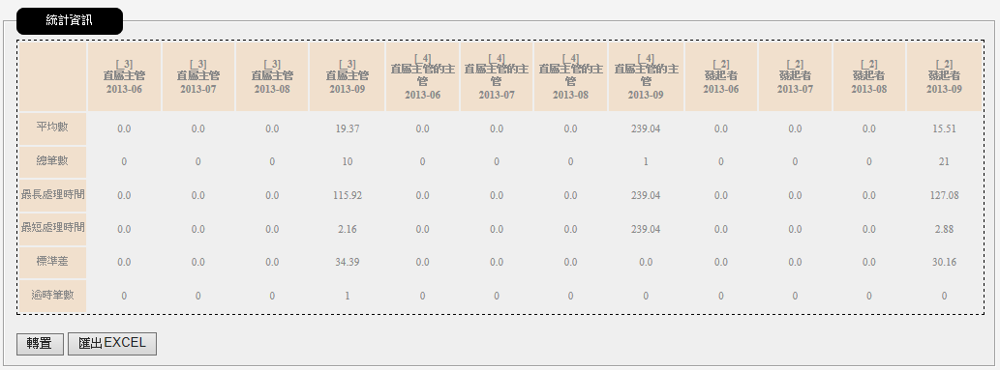 統計資訊
[_3] [_3] [_3] [_3] [_4] [_4] [_4] [_4] [_2] [_2] [_2] [_2]
直屬主管 直屬主管 直屬主管 直屬主管 直屬主管的主管 直屬主管的主管 直屬主管的主管 直屬主管的主管 發起者 發起者 發起者 發起者
2013-06 2013-07 2013-08 2013-09 2013-06 2013-07 2013-08 2013-09 2013-06 2013-07 2013-08 2013-09
平均數 0.0 0.0 0.0 19.37 0.0 0.0 0.0 239.04 0.0 0.0 0.0 15.51
總筆數 0 0 0 10 0 0 0 1 0 0 0 21
最長處理時間 0.0 0.0 0.0 115.92 0.0 0.0 0.0 239.04 0.0 0.0 0.0 127.08
最短處理時間 0.0 0.0 0.0 2.16 0.0 0.0 0.0 239.04 0.0 0.0 0.0 2.88
標準差 0.0 0.0 0.0 34.39 0.0 0.0 0.0 0.0 0.0 0.0 0.0 30.16
逾時筆數 0 0 0 1 0 0 0 0 0 0 0 0
轉置 匯出EXCEL